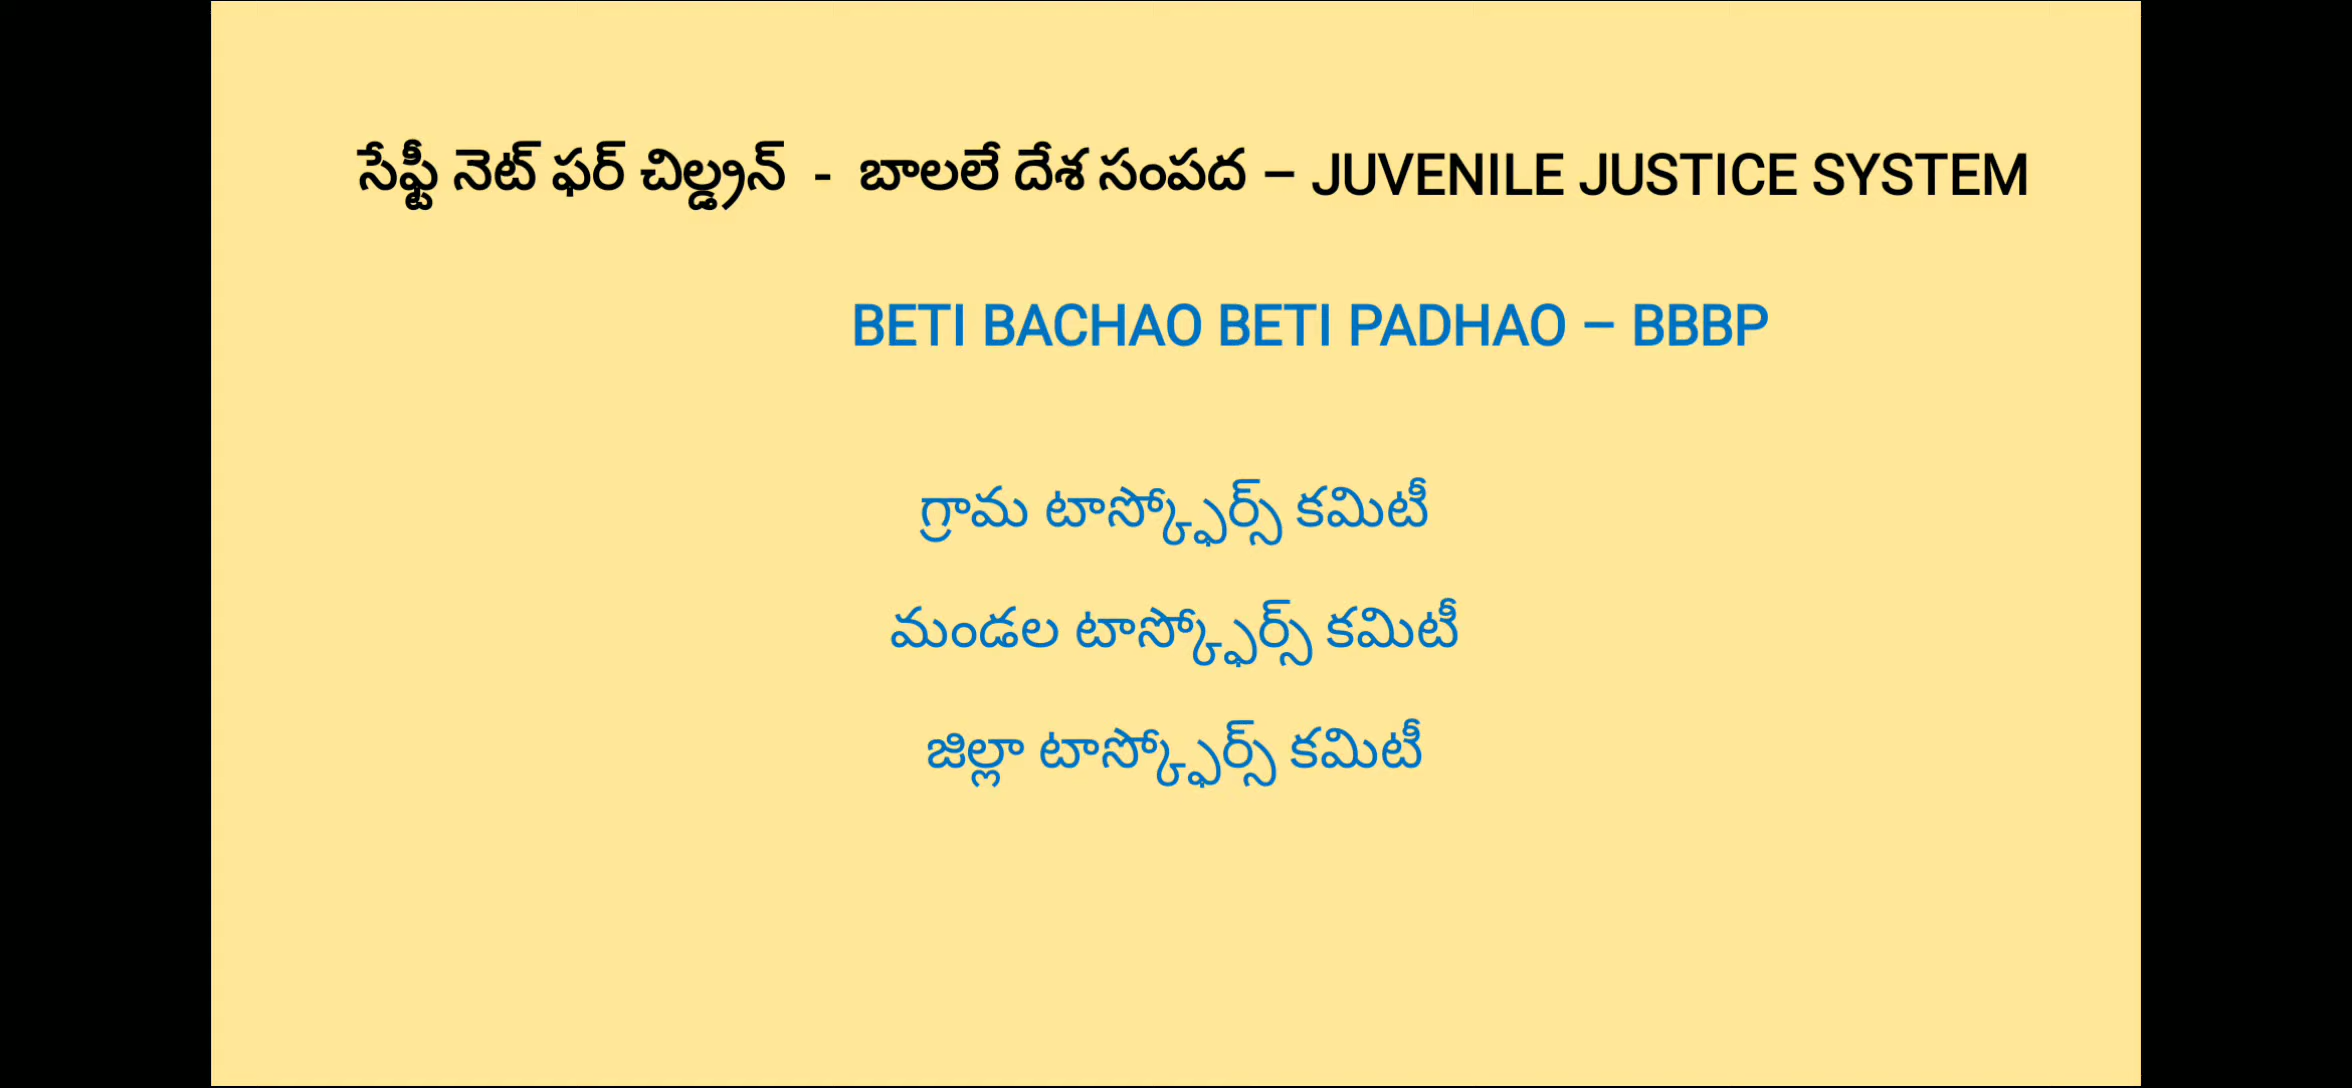 సేఫ్టీ నెట్ ఫర్ చిల్డ్రన్ - బాలలే దేశ సంపద – JUVENILE JUSTICE SYSTEM
BETI BACHAO BETI PADHAO – BBBP
గ్రామ టాస్క్ఫోర్స్ కమిటీ
మండల టాస్క్ఫోర్స్ కమిటీ
జిల్లా టాస్క్ఫోర్స్ కమిటీ